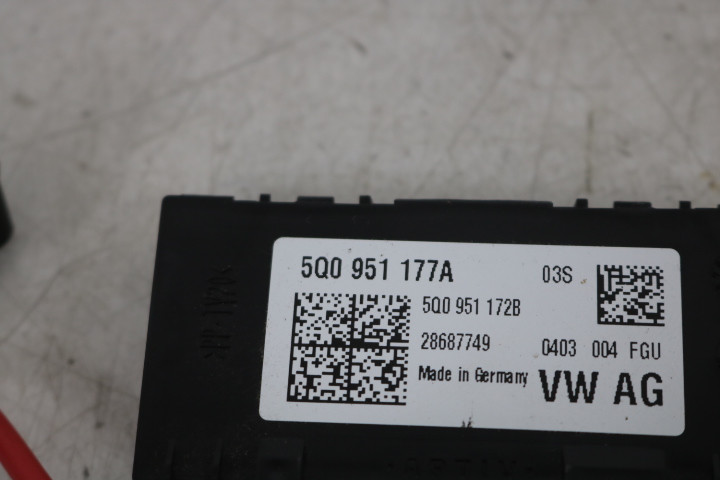 5Q0 951 177A 03S
5Q0 951 172B
28687749 0403 004 FGU
Made in Germany VW AG